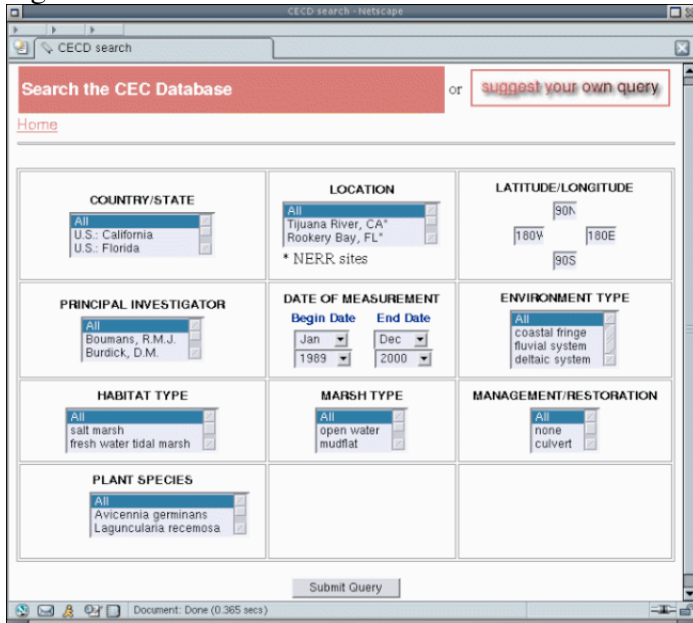 CECD search - Netscape
CECD search
Search the CEC Database
or
suggest your own query
Home
COUNTRY/STATE
All
U.S.: California
U.S.: Florida
LOCATION
All
Tijuana River, CA*
Rookery Bay, FL*
* NERR sites
LATITUDE/LONGITUDE
90N
180W 180E
90S
PRINCIPAL INVESTIGATOR
All
Boumans, R.M.J.
Burdick, D.M.
DATE OF MEASUREMENT
Begin Date End Date
Jan Dec
1989 2000
ENVIRONMENT TYPE
All
coastal fringe
fluvial system
deltaic system
HABITAT TYPE
All
salt marsh
fresh water tidal marsh
MARSH TYPE
All
open water
mudflat
MANAGEMENT/RESTORATION
All
none
culvert
PLANT SPECIES
All
Avicennia germinans
Laguncularia recemosa
Submit Query
Document: Done (0.365 secs)